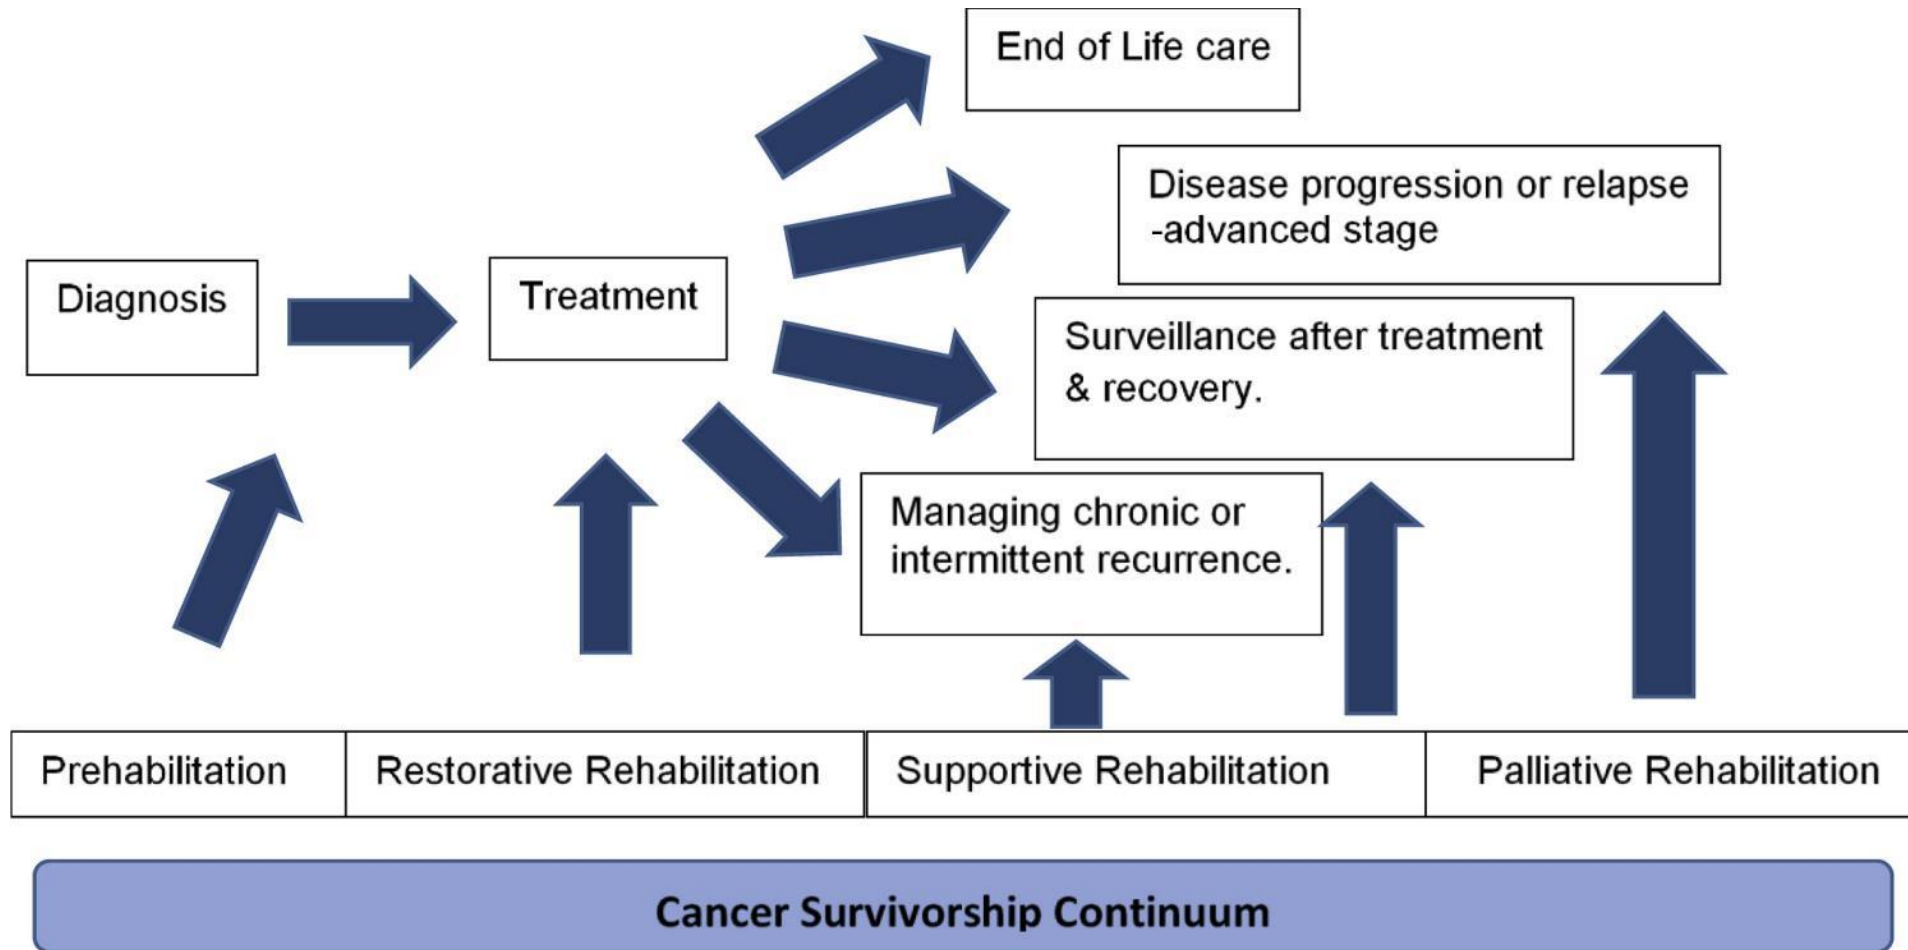 End of Life care
Disease progression or relapse
-advanced stage
Diagnosis
Treatment
Surveillance after treatment
& recovery.
Managing chronic or
intermittent recurrence.
Prehabilitation
Restorative Rehabilitation
Supportive Rehabilitation
Palliative Rehabilitation
Cancer Survivorship Continuum